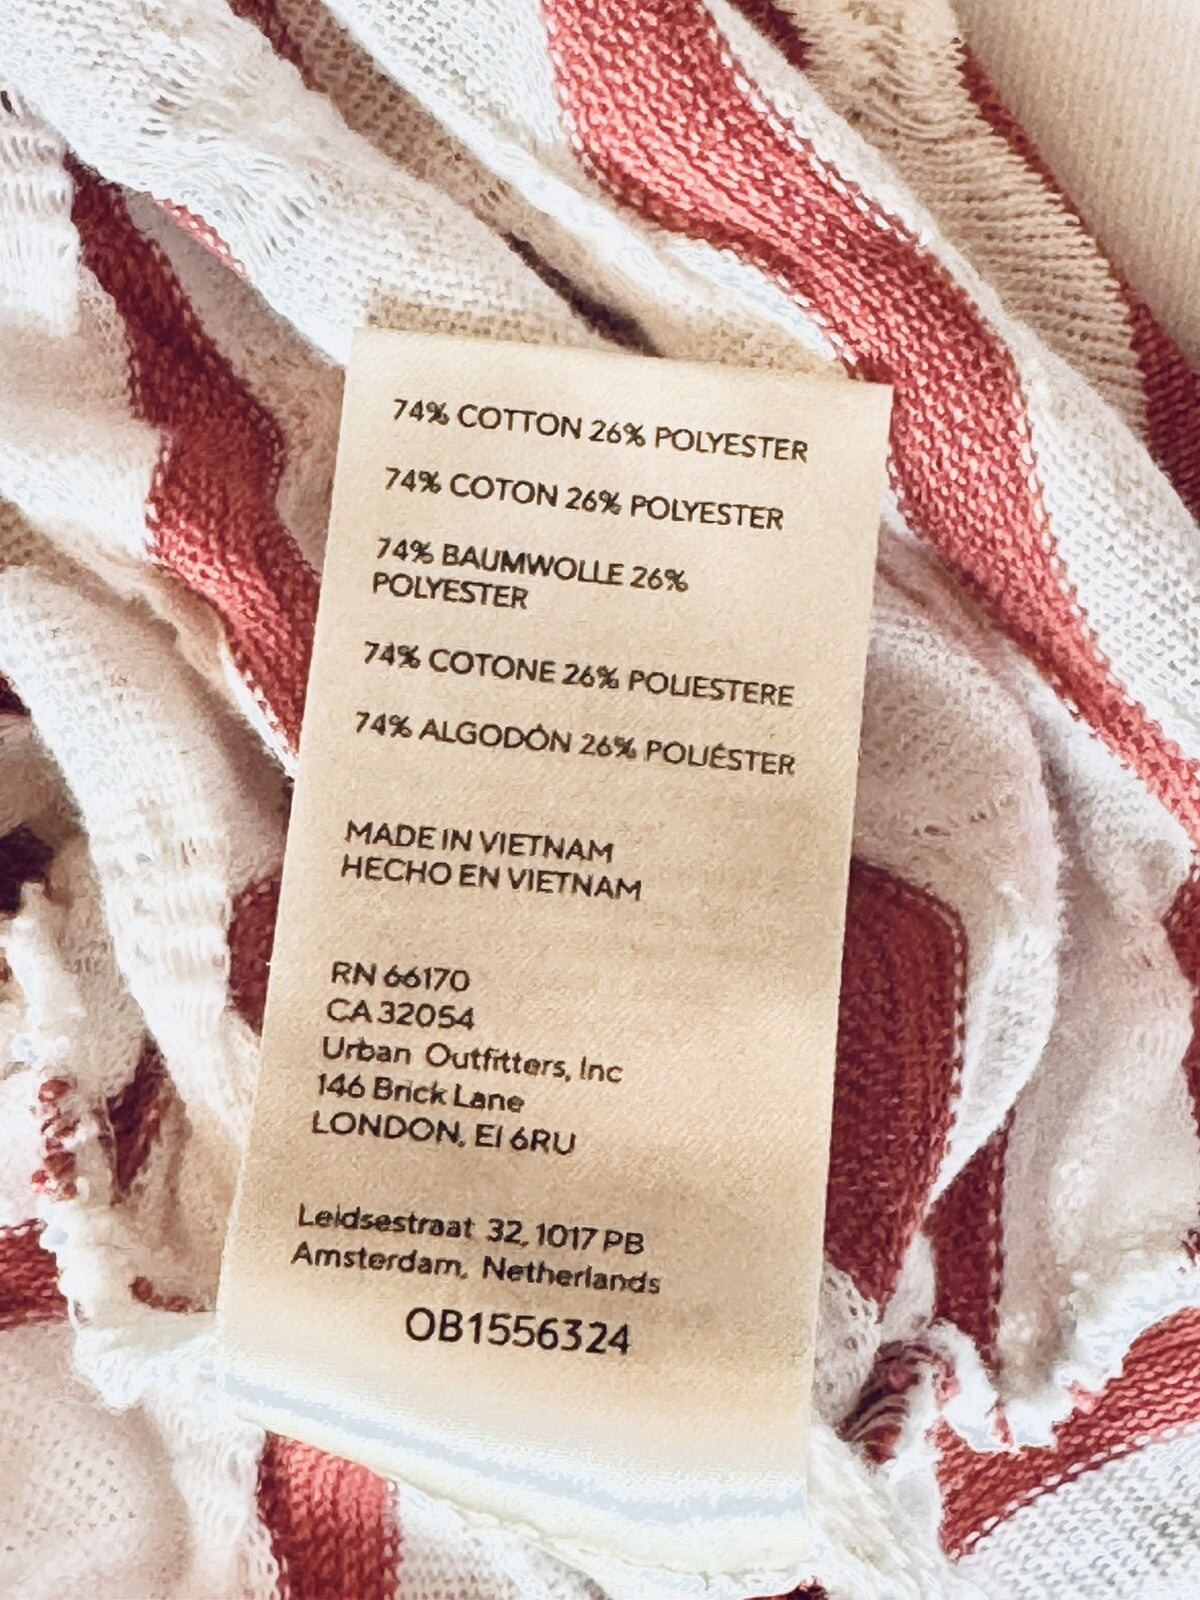 74% COTTON 26% POLYESTER
74% COTON 26% POLYESTER
74% BAUMWOLLE 26%
POLYESTER
74% COTONE 26% POLIESTERE
74% ALGODÓN 26% POLIÉSTER
MADE IN VIETNAM
HECHO EN VIETNAM
RN 66170
CA 32054
Urban Outfitters, Inc
146 Brick Lane
LONDON, E1 6RU
Leidsestraat 32, 1017 PB
Amsterdam, Netherlands
OB1556324